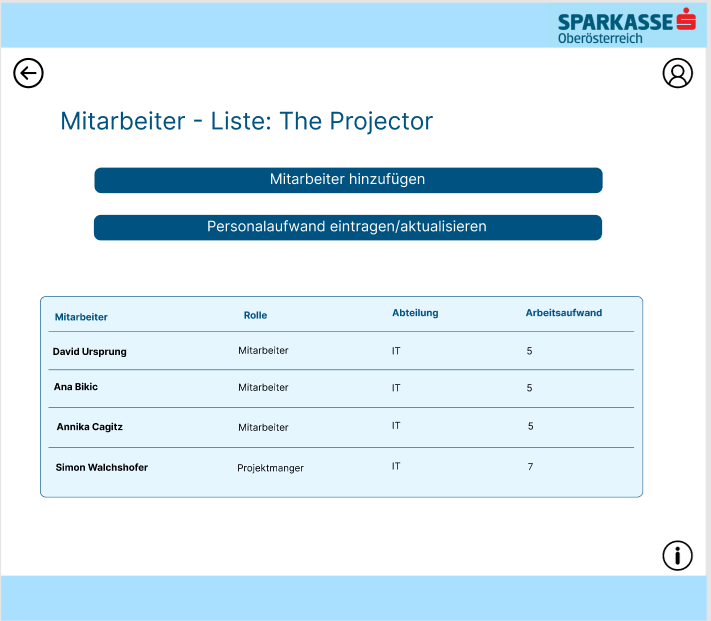 SPARKASSE
Oberösterreich
Mitarbeiter - Liste: The Projector
Mitarbeiter hinzufügen
Personalaufwand eintragen/aktualisieren
Mitarbeiter Rolle Abteilung Arbeitsaufwand
David Ursprung Mitarbeiter IT 5
Ana Bikic Mitarbeiter IT 5
Annika Cagitz Mitarbeiter IT 5
Simon Walchshofer Projektmanger IT 7